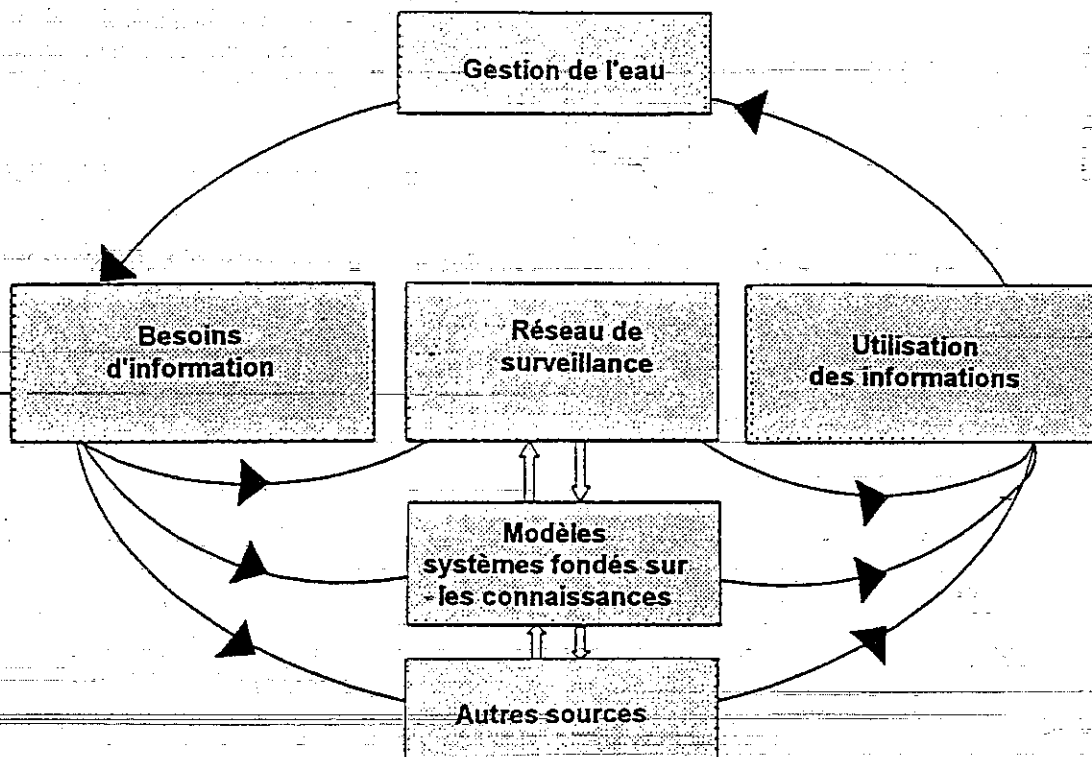 Gestion de l'eau
Besoins
d'information
Réseau de
surveillance
Utilisation
des informations
Modèles
systèmes fondés sur
les connaissances
Autres sources